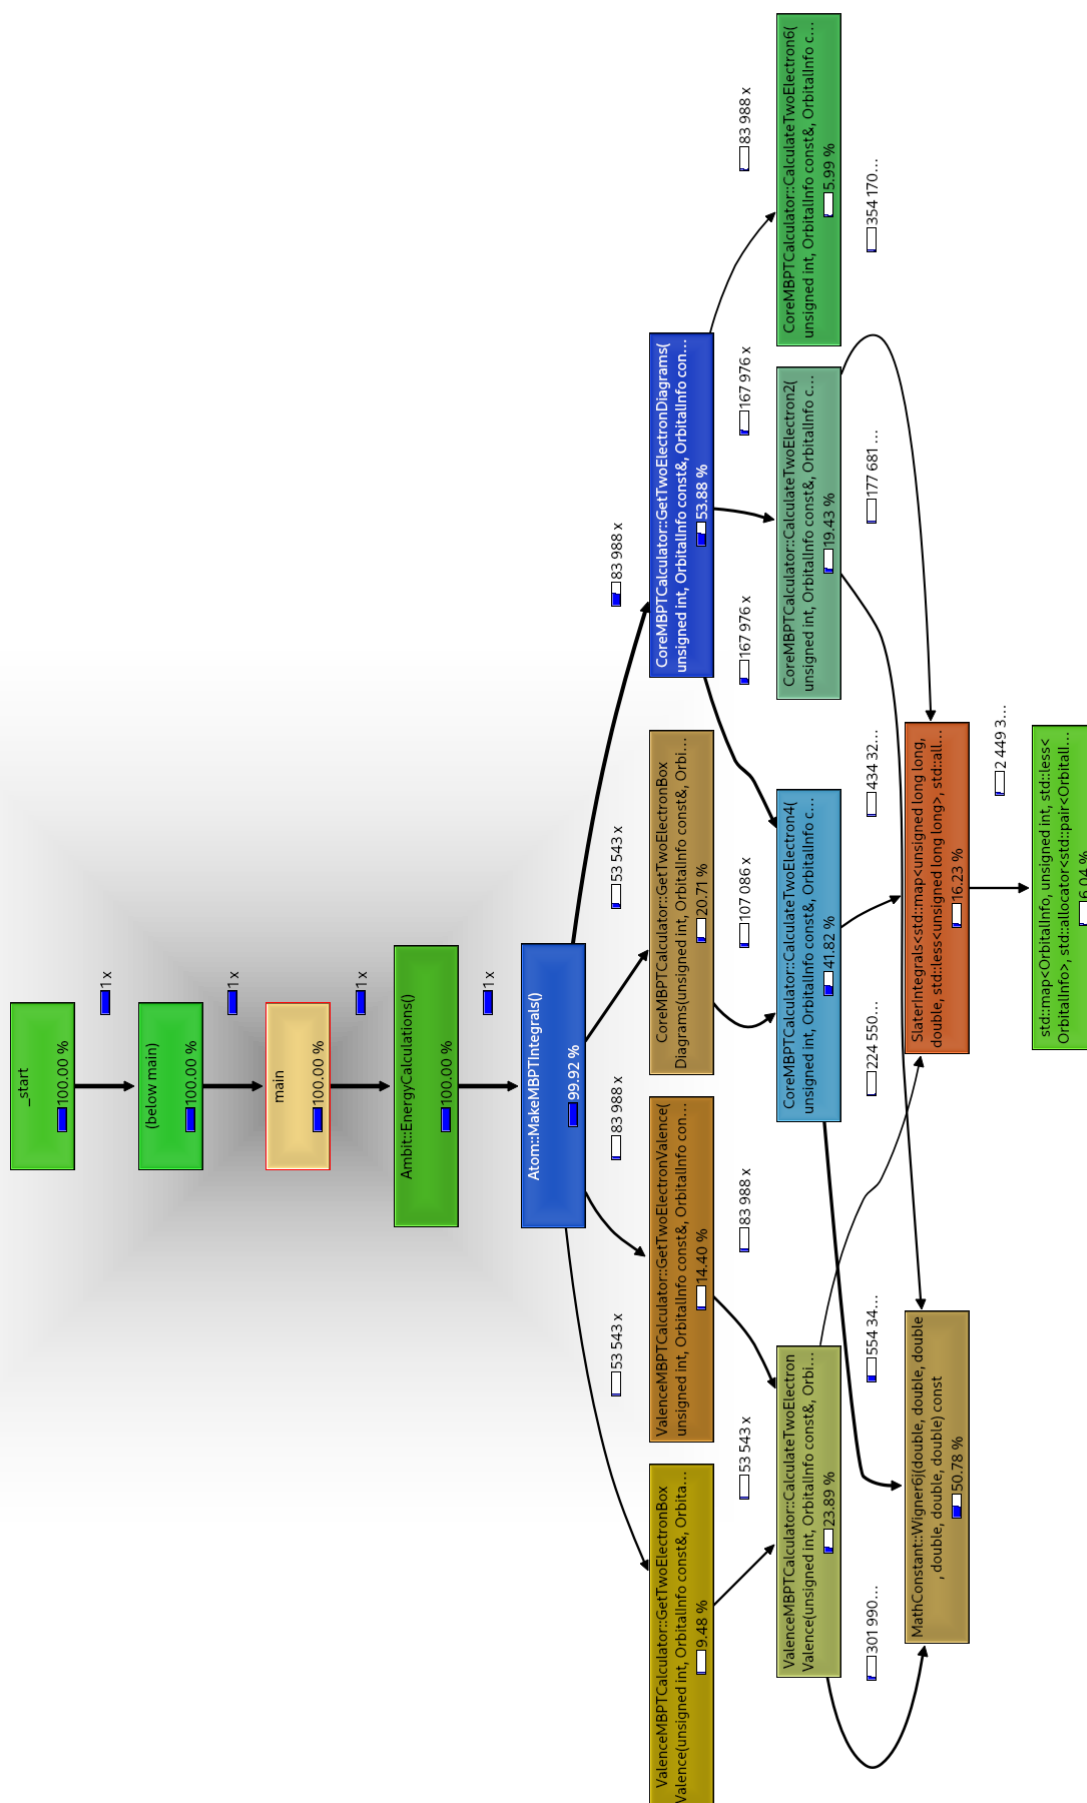 _start
100.00 %
1 x
(below main)
100.00 %
1 x
main
100.00 %
1 x
Ambit::EnergyCalculations()
100.00 %
1 x
Atom::MakeMBPTIntegrals()
99.92 %
53 543 x
83 988 x
53 543 x
83 988 x
ValenceMBPTCalculator::GetTwoElectronBox
Valence(unsigned int, OrbitalInfo const&, Orbita...
9.48 %
ValenceMBPTCalculator::GetTwoElectronValence(
unsigned int, OrbitalInfo const&, OrbitalInfo con...
14.40 %
CoreMBPTCalculator::GetTwoElectronBox
Diagrams(unsigned int, OrbitalInfo const&, Orbi...
20.71 %
CoreMBPTCalculator::GetTwoElectronDiagrams(
unsigned int, OrbitalInfo const&, OrbitalInfo con...
53.88 %
53 543 x
83 988 x
107 086 x
167 976 x
167 976 x
83 988 x
ValenceMBPTCalculator::CalculateTwoElectron
Valence(unsigned int, OrbitalInfo const&, Orbi...
23.89 %
CoreMBPTCalculator::CalculateTwoElectron4(
unsigned int, OrbitalInfo const&, OrbitalInfo c...
41.82 %
CoreMBPTCalculator::CalculateTwoElectron2(
unsigned int, OrbitalInfo const&, OrbitalInfo c...
19.43 %
CoreMBPTCalculator::CalculateTwoElectron6(
unsigned int, OrbitalInfo const&, OrbitalInfo c...
5.99 %
301 990...
554 34...
224 550...
434 32...
177 681 ...
354 170...
MathConstant::Wigner6j(double, double, double
, double, double, double) const
50.78 %
SlaterIntegrals<std::map<unsigned long long,
double, std::less<unsigned long long>, std::all...
16.23 %
2 449 3...
std::map<OrbitalInfo, unsigned int, std::less<
OrbitalInfo>, std::allocator<std::pair<OrbitalI...
6.04 %